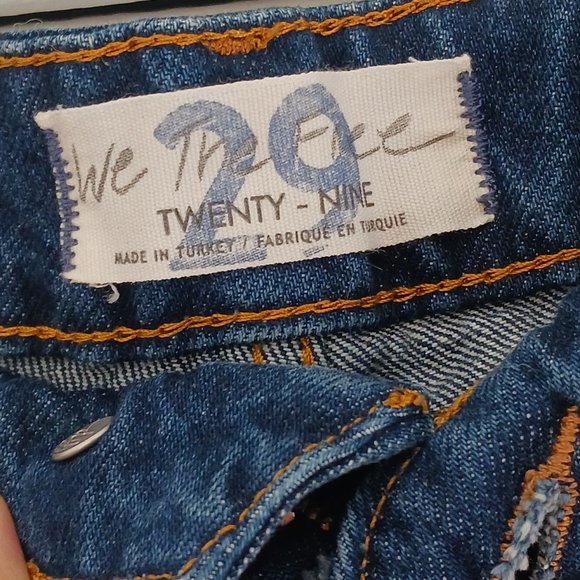 29
We The Free
TWENTY - NINE
MADE IN TURKEY / FABRIQUE EN TURQUIE